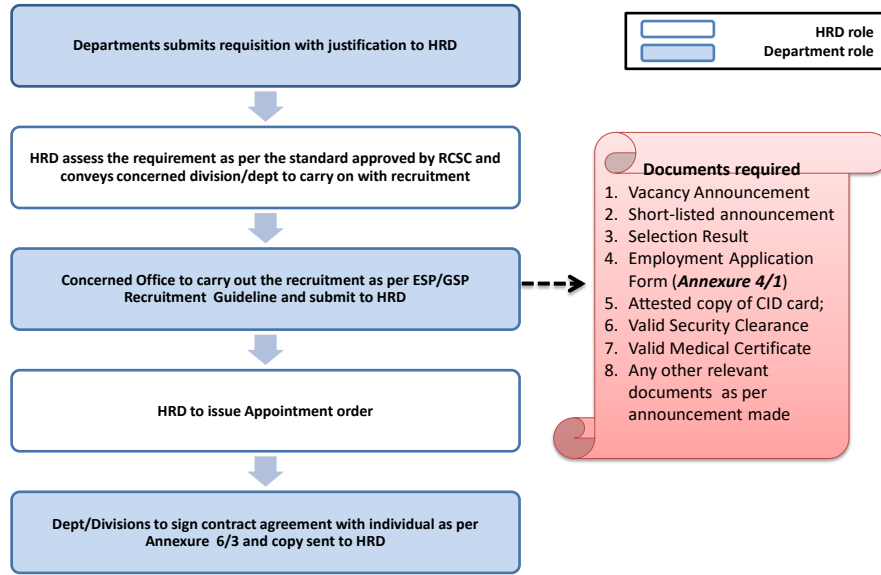 Departments submits requisition with justification to HRD
HRD role
Department role
HRD assess the requirement as per the standard approved by RCSC and
conveys concerned division/dept to carry on with recruitment
Concerned Office to carry out the recruitment as per ESP/GSP
Recruitment Guideline and submit to HRD
HRD to issue Appointment order
Dept/Divisions to sign contract agreement with individual as per
Annexure 6/3 and copy sent to HRD
Documents required
1. Vacancy Announcement
2. Short-listed announcement
3. Selection Result
4. Employment Application
Form (Annexure 4/1)
5. Attested copy of CID card;
6. Valid Security Clearance
7. Valid Medical Certificate
8. Any other relevant
documents as per
announcement made